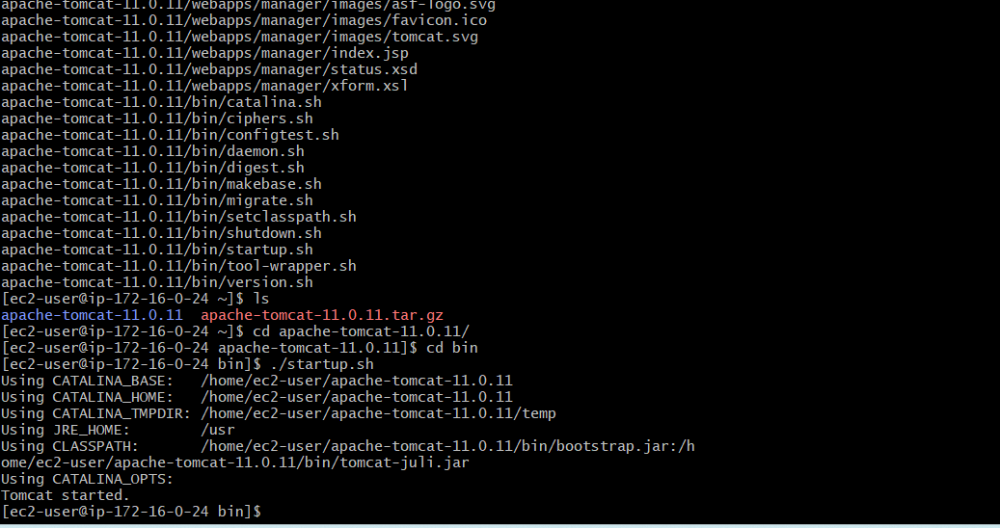 apache-tomcat-11.0.11/webapps/manager/images/asf-logo.svg
apache-tomcat-11.0.11/webapps/manager/images/favicon.ico
apache-tomcat-11.0.11/webapps/manager/images/tomcat.svg
apache-tomcat-11.0.11/webapps/manager/index.jsp
apache-tomcat-11.0.11/webapps/manager/status.xsd
apache-tomcat-11.0.11/webapps/manager/xform.xsl
apache-tomcat-11.0.11/bin/catalina.sh
apache-tomcat-11.0.11/bin/ciphers.sh
apache-tomcat-11.0.11/bin/configtest.sh
apache-tomcat-11.0.11/bin/daemon.sh
apache-tomcat-11.0.11/bin/digest.sh
apache-tomcat-11.0.11/bin/makebase.sh
apache-tomcat-11.0.11/bin/migrate.sh
apache-tomcat-11.0.11/bin/setclasspath.sh
apache-tomcat-11.0.11/bin/shutdown.sh
apache-tomcat-11.0.11/bin/startup.sh
apache-tomcat-11.0.11/bin/tool-wrapper.sh
apache-tomcat-11.0.11/bin/version.sh
[ec2-user@ip-172-16-0-24 ~]$ ls
apache-tomcat-11.0.11  apache-tomcat-11.0.11.tar.gz
[ec2-user@ip-172-16-0-24 ~]$ cd apache-tomcat-11.0.11/
[ec2-user@ip-172-16-0-24 apache-tomcat-11.0.11]$ cd bin
[ec2-user@ip-172-16-0-24 bin]$ ./startup.sh
Using CATALINA_BASE:   /home/ec2-user/apache-tomcat-11.0.11
Using CATALINA_HOME:   /home/ec2-user/apache-tomcat-11.0.11
Using CATALINA_TMPDIR: /home/ec2-user/apache-tomcat-11.0.11/temp
Using JRE_HOME:        /usr
Using CLASSPATH:       /home/ec2-user/apache-tomcat-11.0.11/bin/bootstrap.jar:/h
ome/ec2-user/apache-tomcat-11.0.11/bin/tomcat-juli.jar
Using CATALINA_OPTS:
Tomcat started.
[ec2-user@ip-172-16-0-24 bin]$